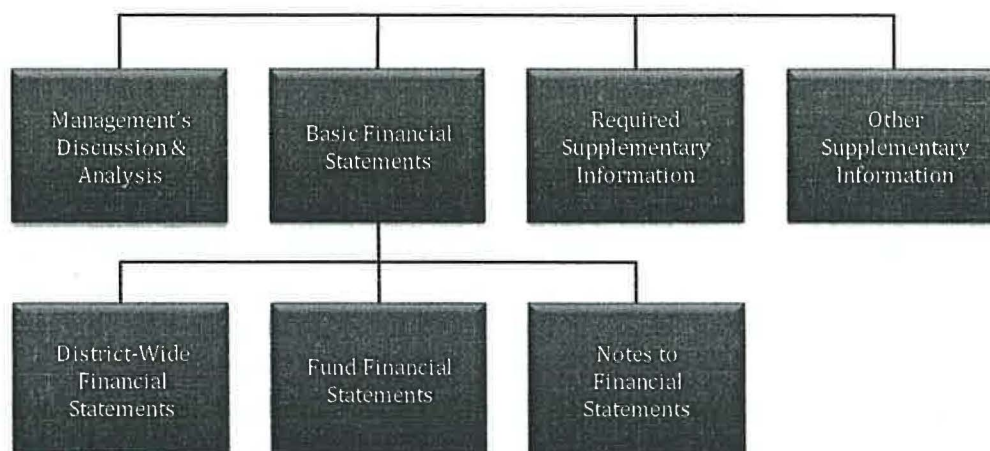 Management's
Discussion &
Analysis
Basic Financial
Statements
Required
Supplementary
Information
Other
Supplementary
Information
District-Wide
Financial
Statements
Fund Financial
Statements
Notes to
Financial
Statements